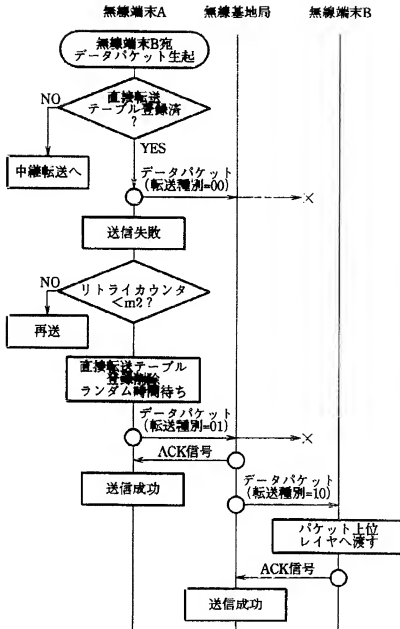 無線端末A 無線基地局 無線端末B
無線端末B宛
データパケット生起
直接転送
テーブル登録済
?
NO
YES
中継転送へ
データパケット
(転送種別=00)
×
送信失敗
NO
リトライカウンタ
<m2?
再送
直接転送テーブル
登録削除
ランダム時間待ち
データパケット
(転送種別=01)
×
ACK信号
送信成功
データパケット
(転送種別=10)
パケット上位
レイヤへ渡す
ACK信号
送信成功